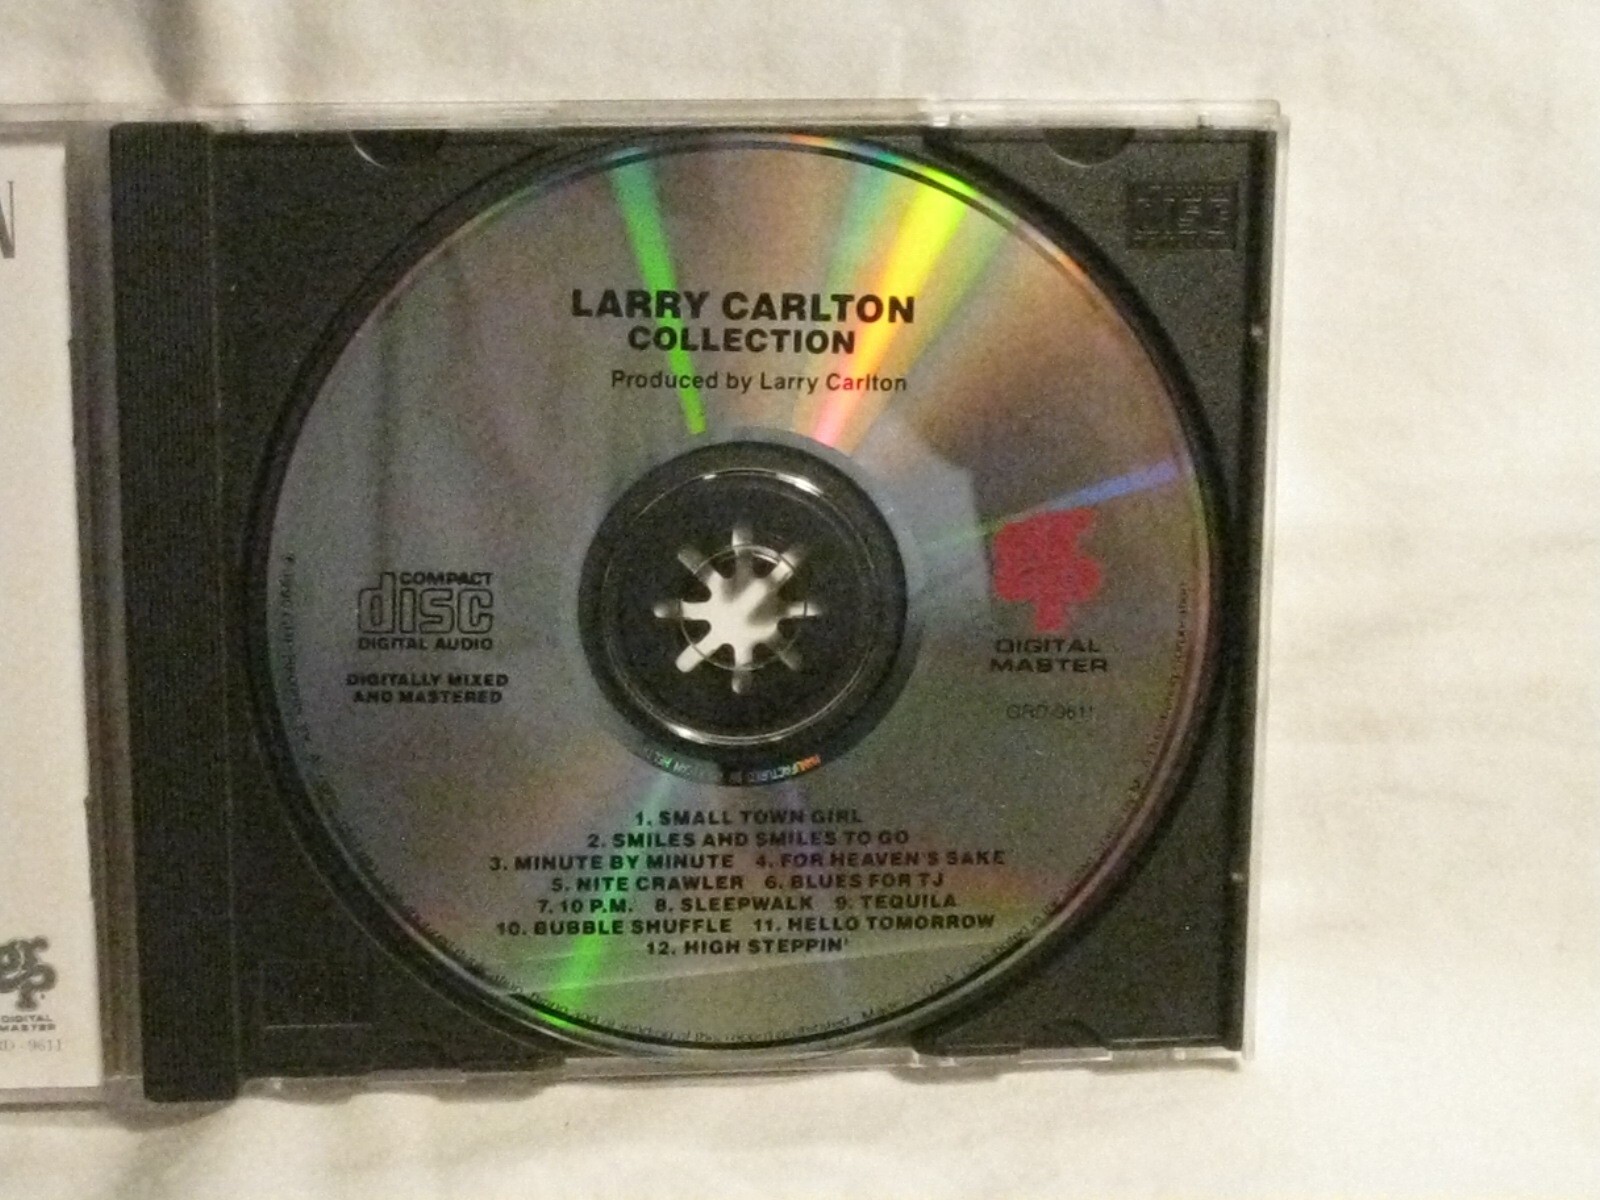 LARRY CARLTON
COLLECTION
Produced by Larry Carlton
COMPACT
disc
DIGITAL AUDIO
DIGITALLY MIXED
AND MASTERED
DIGITAL
MASTER
GRD-9611
1. SMALL TOWN GIRL
2. SMILES AND SMILES TO GO
3. MINUTE BY MINUTE 4. FOR HEAVEN'S SAKE
5. NITE CRAWLER 6. BLUES FOR TJ
7. 10 P.M. 8. SLEEPWALK 9. TEQUILA
10. BUBBLE SHUFFLE 11. HELLO TOMORROW
12. HIGH STEPPIN'
N
DIGITAL
MASTER
RD-9611
disc